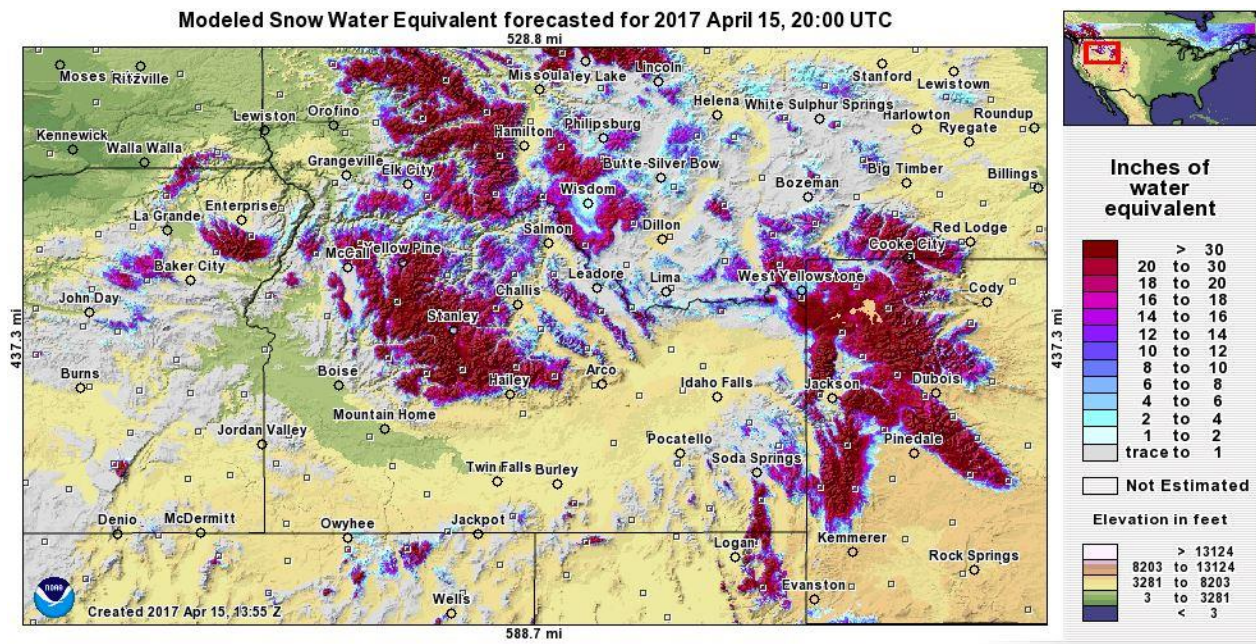 Modeled Snow Water Equivalent forecasted for 2017 April 15, 20:00 UTC
528.8 mi
Moses
Ritzville
Missoula
ley Lake
Lincoln
Stanford
Lewistown
Lewiston
Orofino
Helena
White Sulphur Springs
Harlowton
Roundup
Ryegate
Kennewick
Walla Walla
Hamilton
Philipsburg
Grangeville
Elk City
Butte-Silver Bow
Bozeman
Big Timber
Billings
Wisdom
La Grande
Enterprise
Salmon
Dillon
Red Lodge
Cooke City
McCall
Yellow Pine
Baker City
Leadore
Lima
West Yellowstone
Cody
John Day
Challis
Stanley
437.3 mi
437.3 mi
Burns
Boise
Hailey
Arco
Idaho Falls
Jackson
Dubois
Mountain Home
Jordan Valley
Pocatello
Pinedale
Twin Falls
Burley
Soda Springs
Denio
McDermitt
Owyhee
Jackpot
Logan
Kemmerer
Rock Springs
Evanston
Wells
NOAA
Created 2017 Apr 15, 13:55 Z
588.7 mi
Inches of
water
equivalent
> 30
20 to 30
18 to 20
16 to 18
14 to 16
12 to 14
10 to 12
8 to 10
6 to 8
4 to 6
2 to 4
1 to 2
trace to 1
Not Estimated
Elevation in feet
> 13124
8203 to 13124
3281 to 8203
3 to 3281
< 3